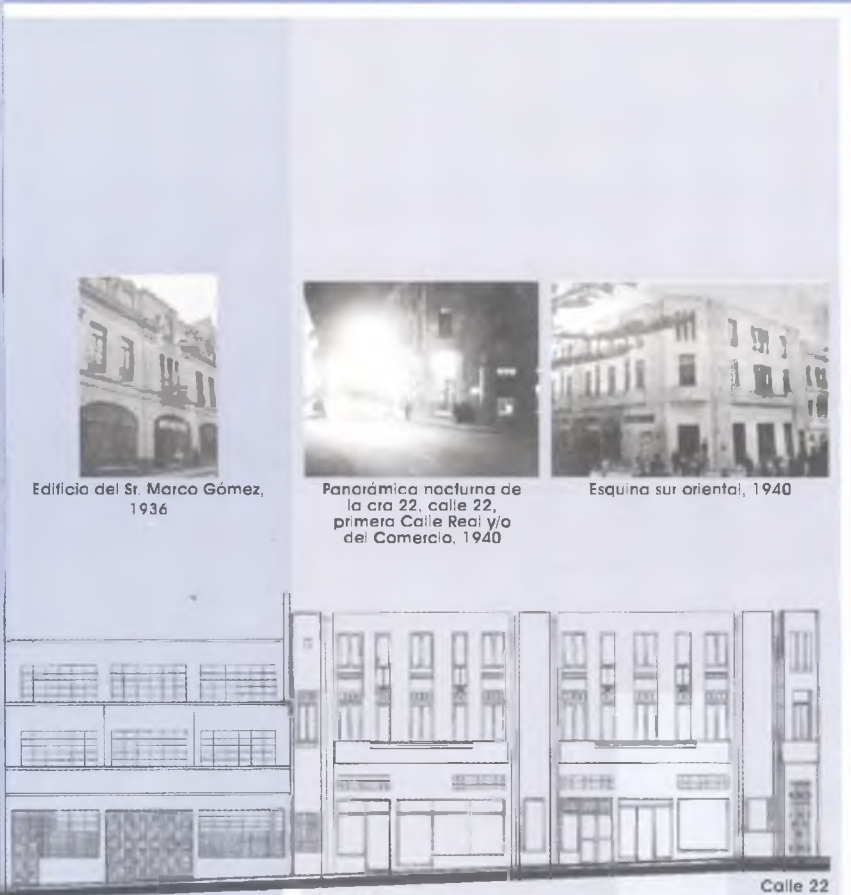 Edificio del Sr. Marco Gómez,
1936
Panorámica nocturna de
la cra 22, calle 22,
primera Calle Real y/o
del Comercio, 1940
Esquina sur oriental, 1940
Calle 22